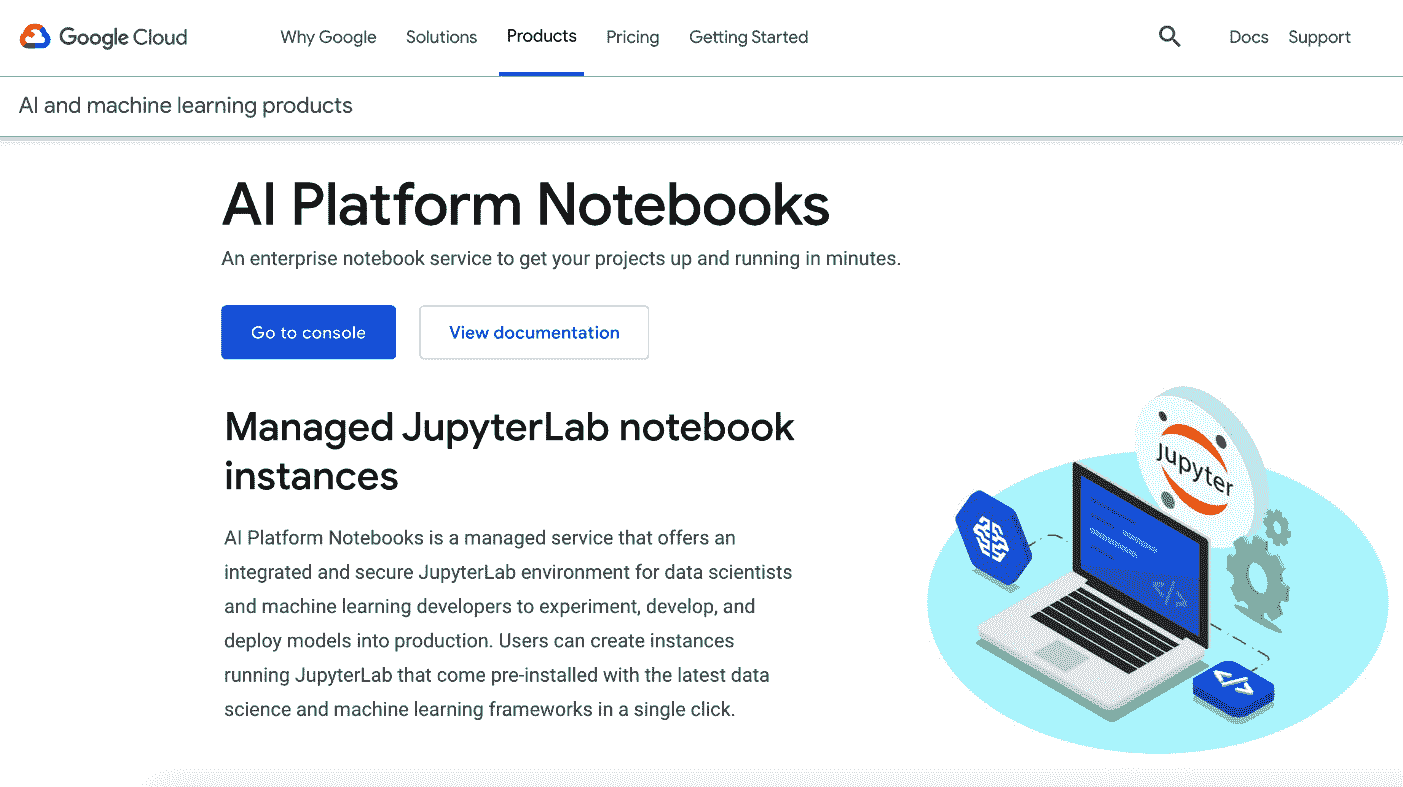 Google Cloud
Why Google Solutions Products Pricing Getting Started
Docs Support
AI and machine learning products
AI Platform Notebooks
An enterprise notebook service to get your projects up and running in minutes.
Go to console
View documentation
Managed JupyterLab notebook
instances
AI Platform Notebooks is a managed service that offers an
integrated and secure JupyterLab environment for data scientists
and machine learning developers to experiment, develop, and
deploy models into production. Users can create instances
running JupyterLab that come pre-installed with the latest data
science and machine learning frameworks in a single click.
Jupyter
</>
</>